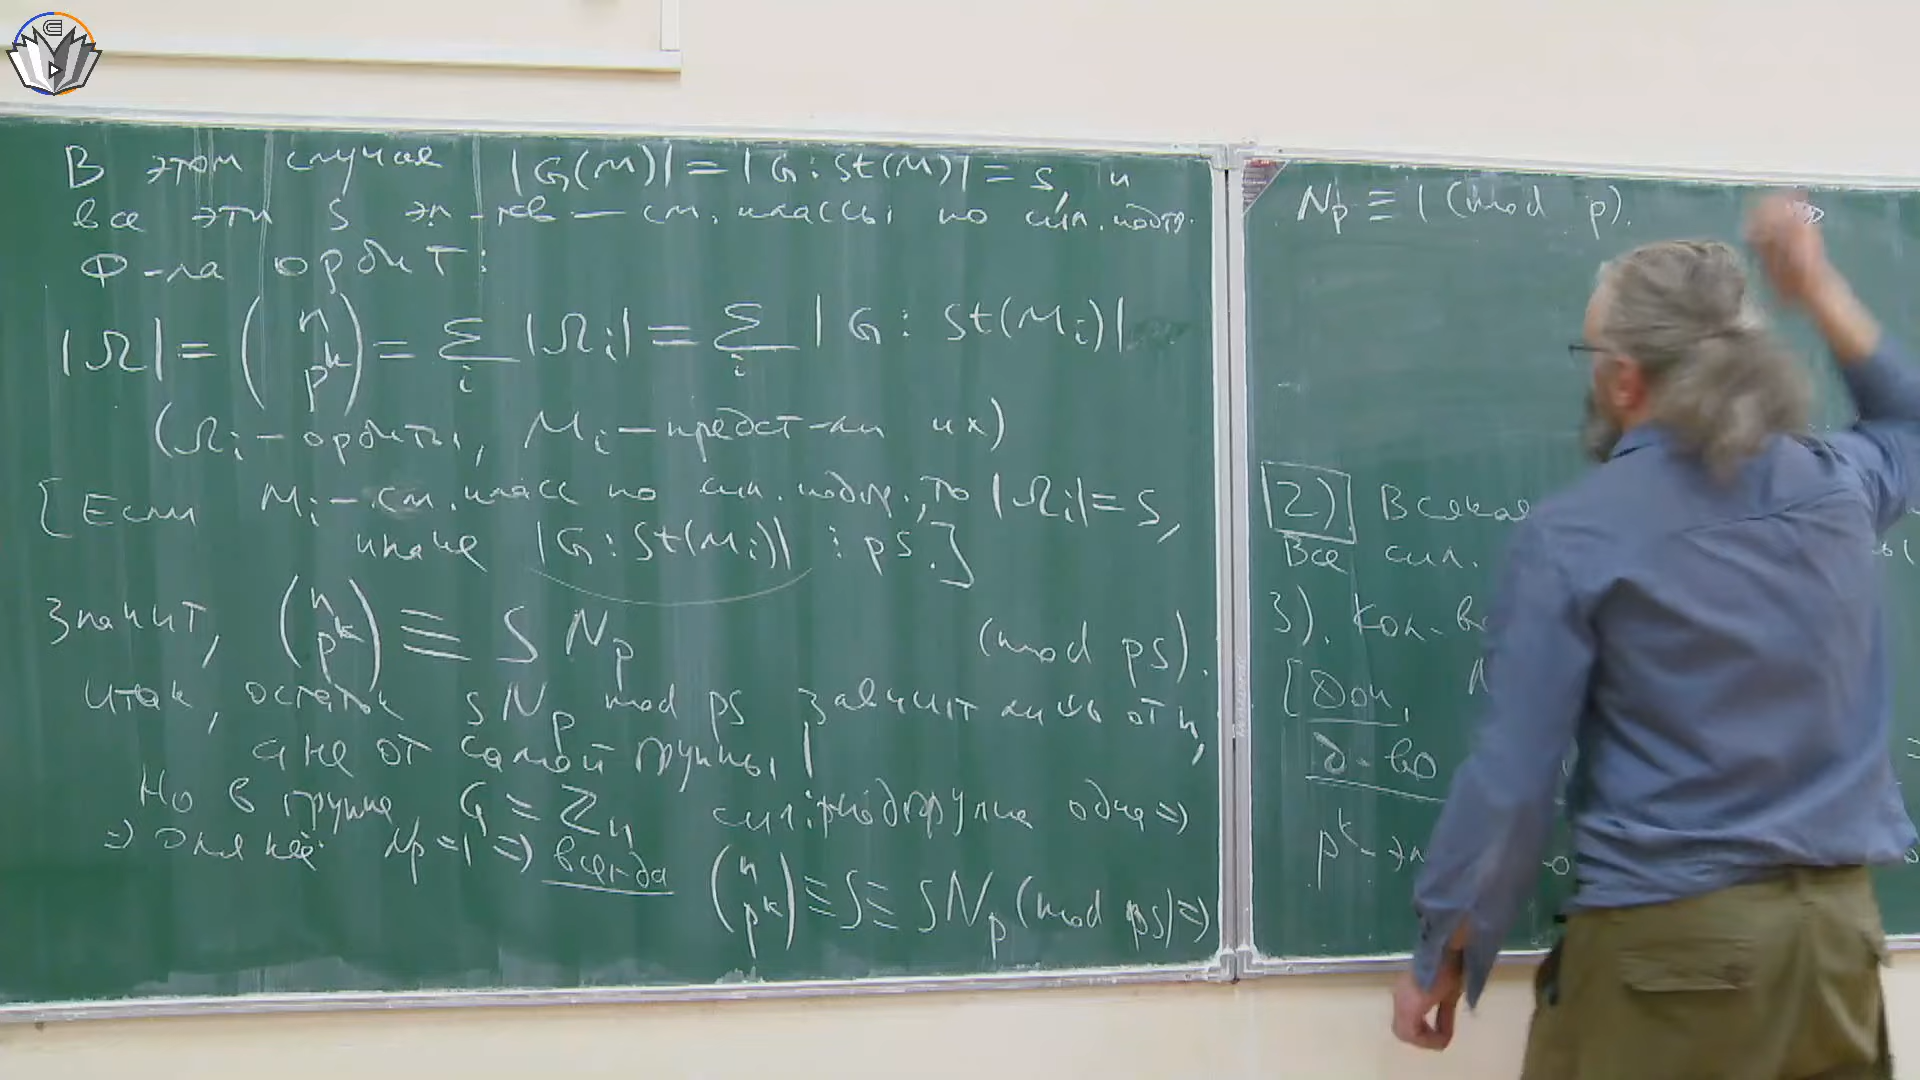 В этом случае |G(M)| = |G : St(M)| = s, и
все эти s эл-тов — см. классы по сил. подгр.
Ф-ла орбит:
|Ω| = (n p^k) = Σ_i |Ω_i| = Σ_i |G : St(M_i)|
(Ω_i – орбиты, M_i – предст-ли их)
[Если M_i – см. класс по сил. подгр., то |Ω_i| = s,
иначе |G : St(M_i)| ⋮ ps.]
Значит, (n p^k) ≡ s N_p (mod ps).
итак, остаток s N_p mod ps зависит лишь от n,
а не от самой группы!
Но в группе G = Z_n сил. подгруппа одна ⇒
⇒ для неё N_p = 1 ⇒ всегда (n p^k) ≡ s ≡ s N_p (mod ps) ⇒
N_p ≡ 1 (mod p).
2). Всякая
Все сил.
3). Кол-во
[Доп.
Д-во
p^k-эл